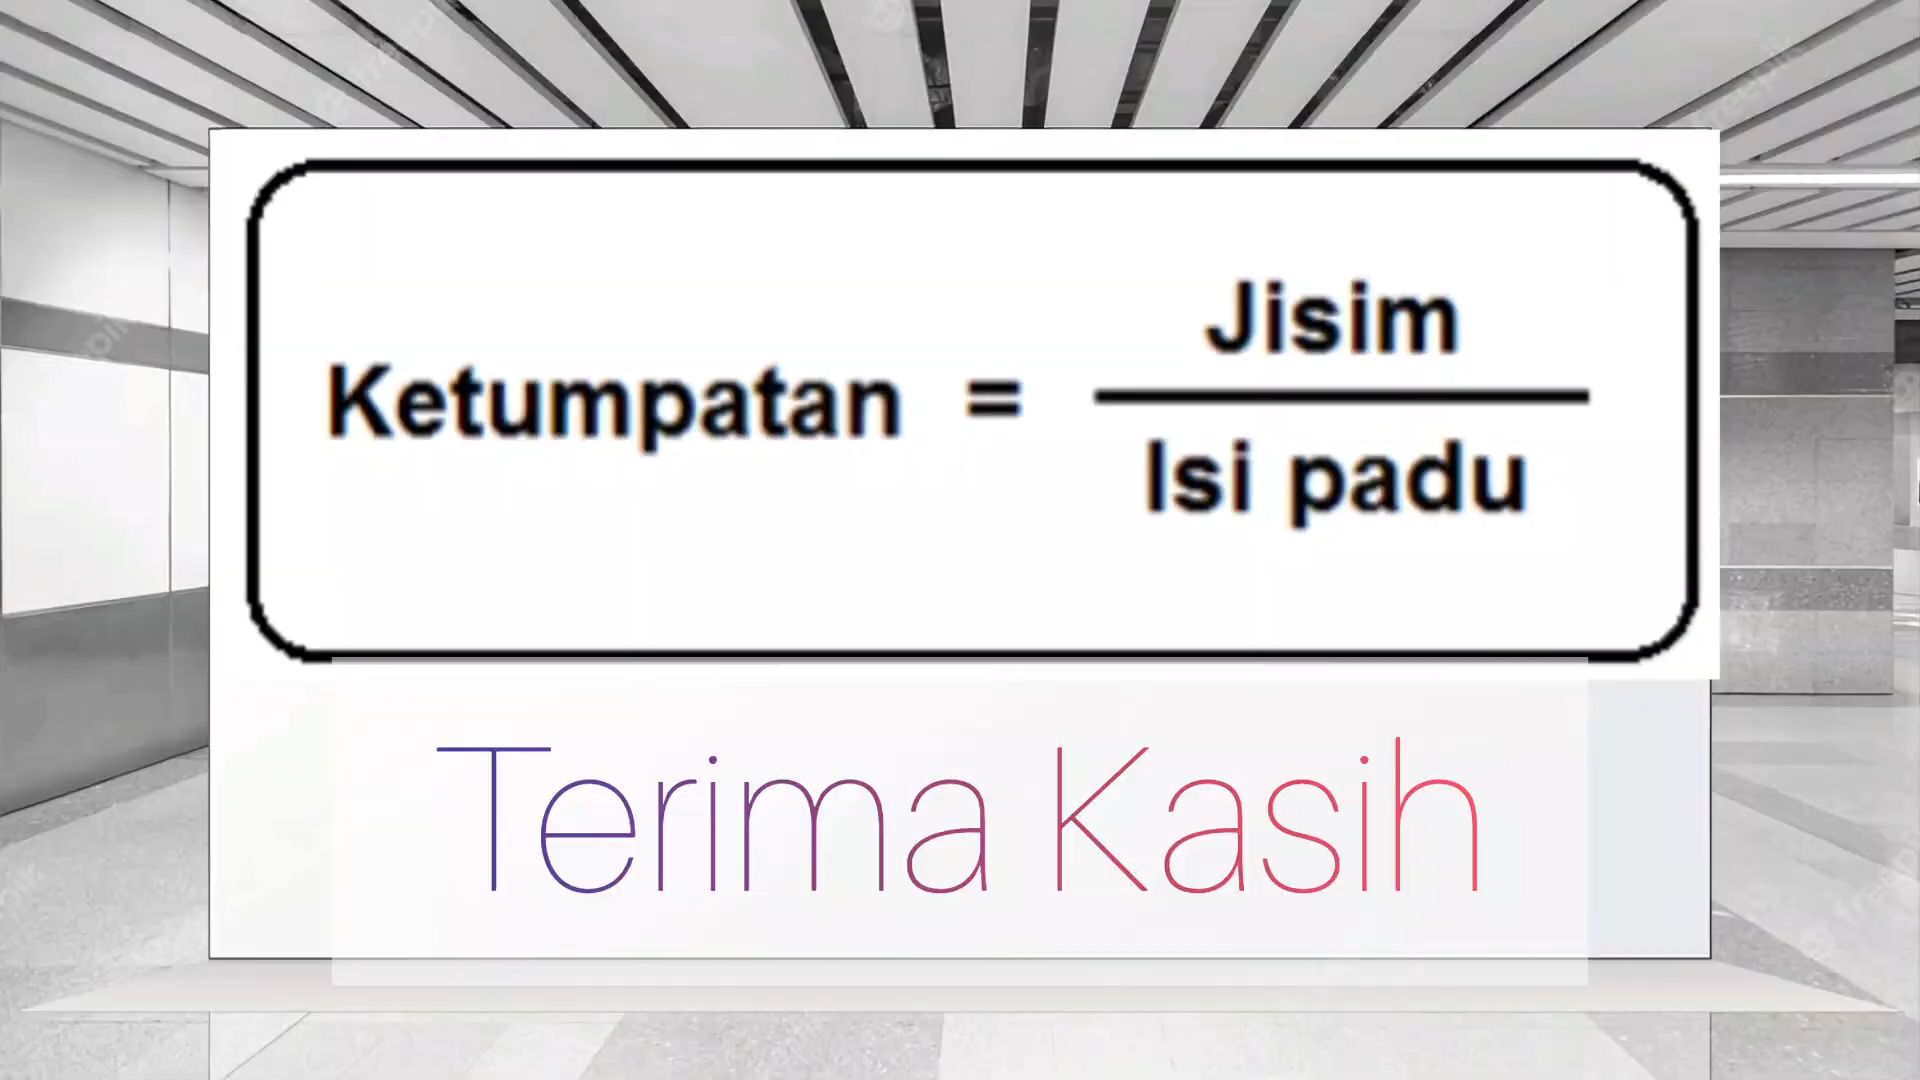 Jisim
Ketumpatan =
Isi padu
Terima Kasih